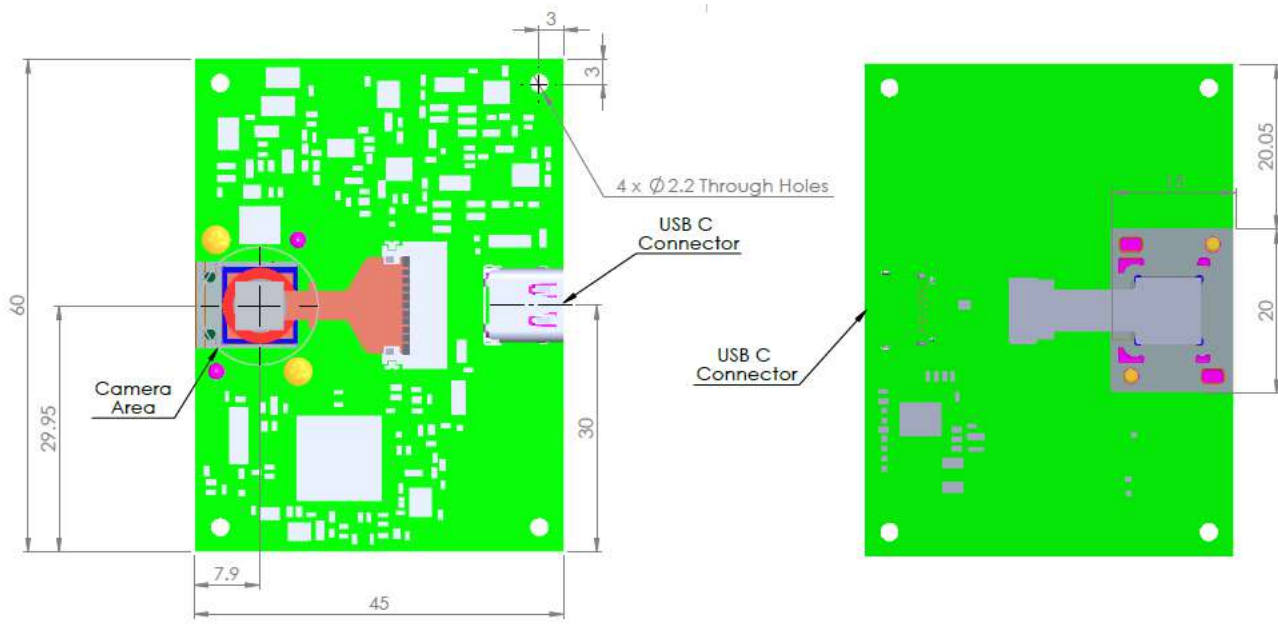 3
3
4 x Ø2.2 Through Holes
USB C
Connector
60
29.95
Camera
Area
30
7.9
45
20.05
20
USB C
Connector